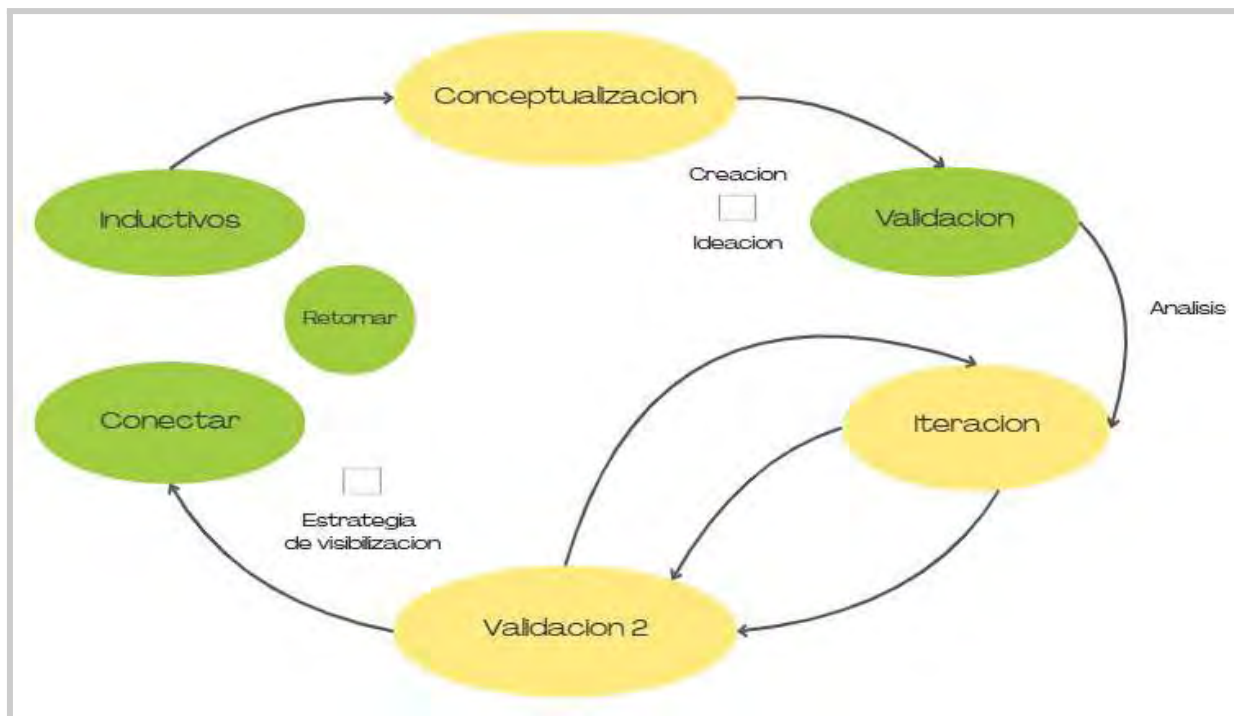 Conceptualizacion
Creacion
Ideacion
Inductivos
Validacion
Retomar
Analisis
Conectar
Iteracion
Estrategia
de visibilizacion
Validacion 2